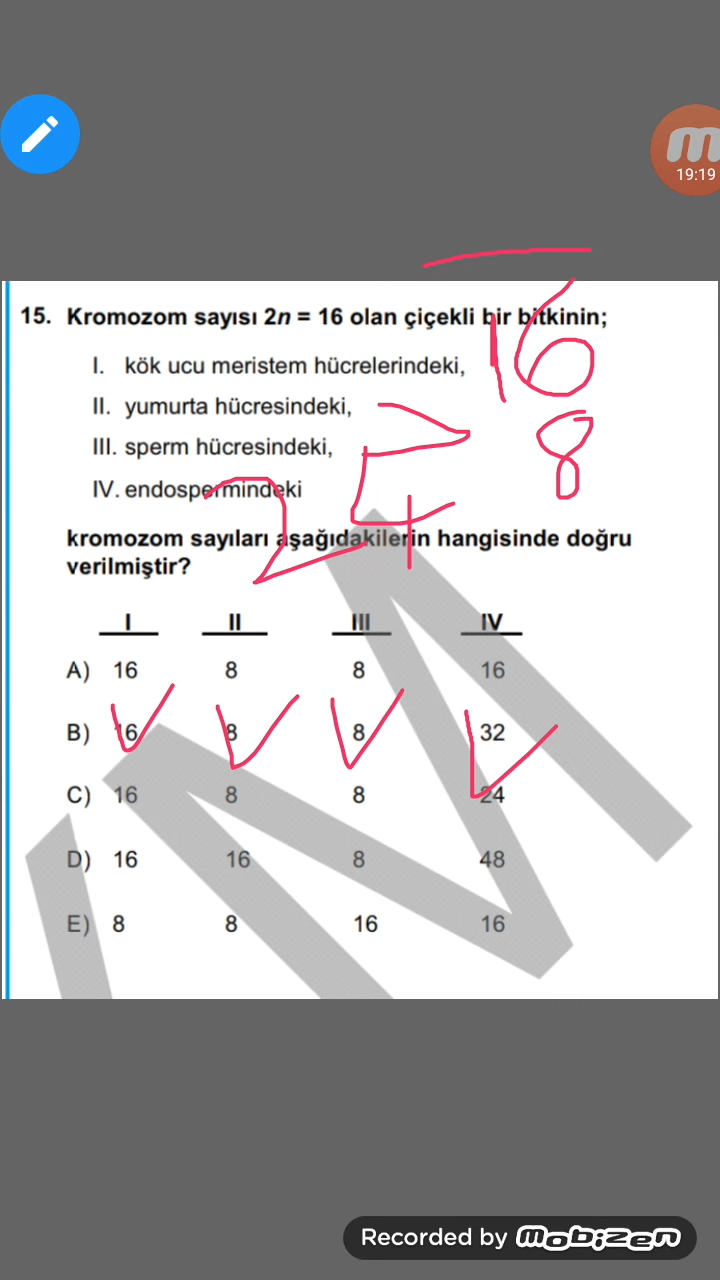 19:19
15. Kromozom sayısı 2n = 16 olan çiçekli bir bitkinin;
16
I. kök ucu meristem hücrelerindeki,
II. yumurta hücresindeki,
8
III. sperm hücresindeki,
IV. endospermindeki
24
kromozom sayıları aşağıdakilerin hangisinde doğru
verilmiştir?
I II III IV
A) 16 8 8 16
B) 16 8 8 32
C) 16 8 8 24
D) 16 16 8 48
E) 8 8 16 16
Recorded by mobizen